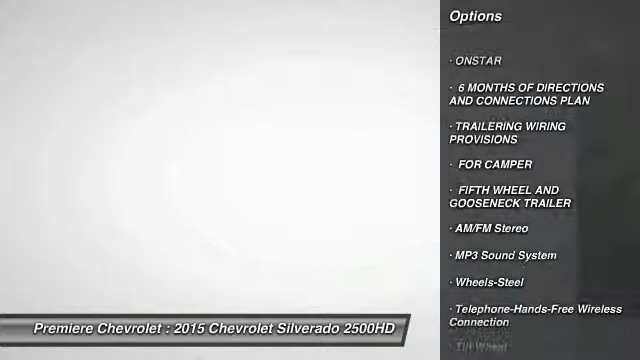 Options
· ONSTAR
· 6 MONTHS OF DIRECTIONS
AND CONNECTIONS PLAN
· TRAILERING WIRING
PROVISIONS
· FOR CAMPER
· FIFTH WHEEL AND
GOOSENECK TRAILER
· AM/FM Stereo
· MP3 Sound System
· Wheels-Steel
· Telephone-Hands-Free Wireless
Connection
· Tilt Wheel
Premiere Chevrolet : 2015 Chevrolet Silverado 2500HD